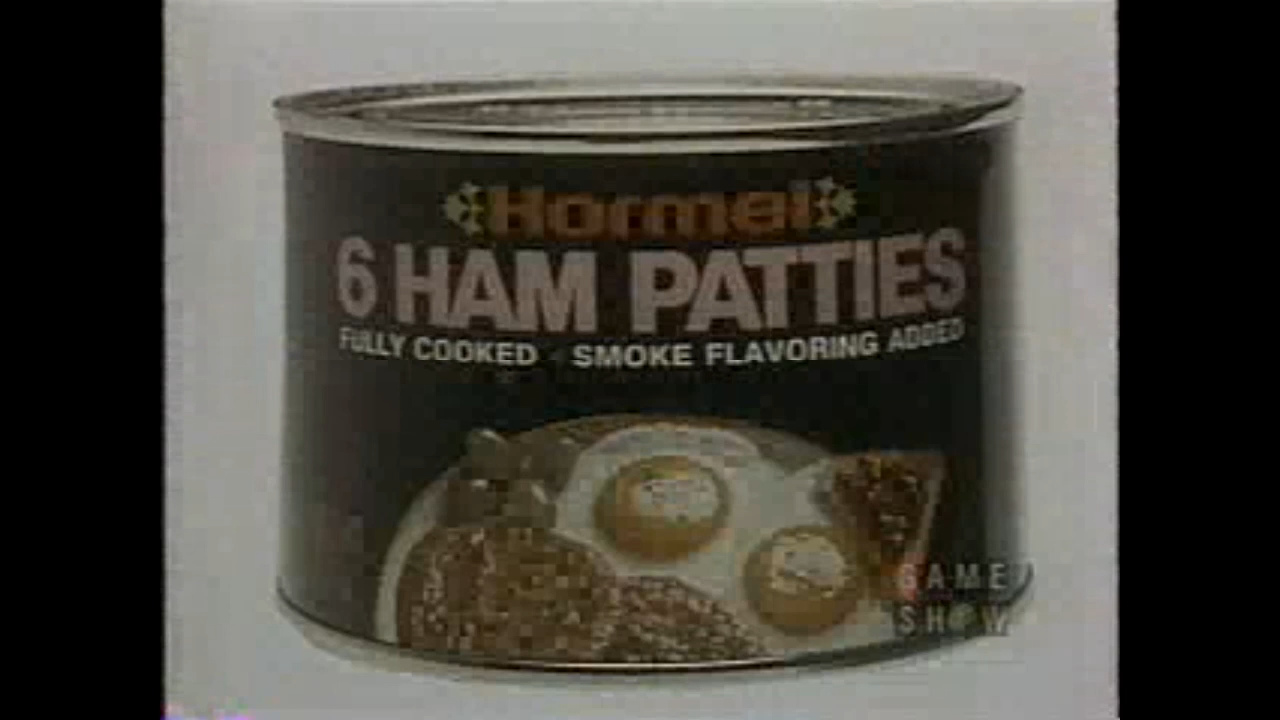 Hormel
6 HAM PATTIES
FULLY COOKED SMOKE FLAVORING ADDED
GAME
SHOW